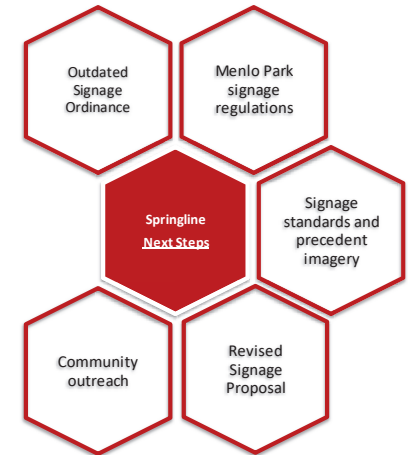 Outdated
Signage
Ordinance
Menlo Park
signage
regulations
Springline
Next Steps
Signage
standards and
precedent
imagery
Community
outreach
Revised
Signage
Proposal